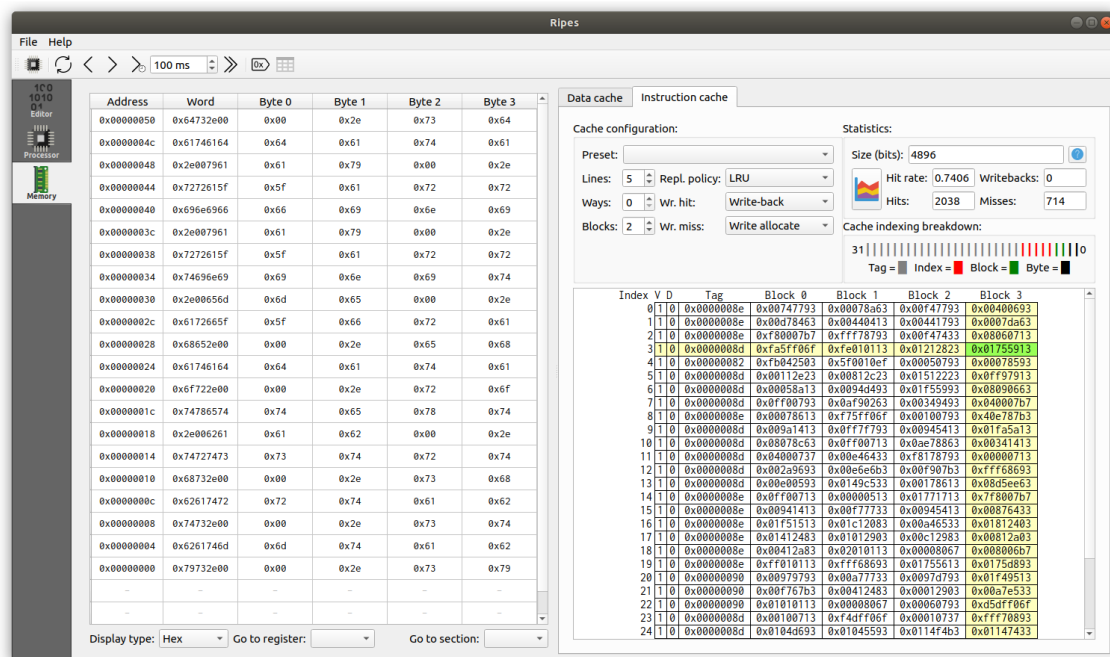 Ripes
File Help
100 ms 0x
100
1010
01
Editor
Processor
Memory
Address Word Byte 0 Byte 1 Byte 2 Byte 3
0x00000050 0x64732e00 0x00 0x2e 0x73 0x64
0x0000004c 0x61746164 0x64 0x61 0x74 0x61
0x00000048 0x2e007961 0x61 0x79 0x00 0x2e
0x00000044 0x7272615f 0x5f 0x61 0x72 0x72
0x00000040 0x696e6966 0x66 0x69 0x6e 0x69
0x0000003c 0x2e007961 0x61 0x79 0x00 0x2e
0x00000038 0x7272615f 0x5f 0x61 0x72 0x72
0x00000034 0x74696e69 0x69 0x6e 0x69 0x74
0x00000030 0x2e00656d 0x6d 0x65 0x00 0x2e
0x0000002c 0x6172665f 0x5f 0x66 0x72 0x61
0x00000028 0x68652e00 0x00 0x2e 0x65 0x68
0x00000024 0x61746164 0x64 0x61 0x74 0x61
0x00000020 0x6f722e00 0x00 0x2e 0x72 0x6f
0x0000001c 0x74786574 0x74 0x65 0x78 0x74
0x00000018 0x2e006261 0x61 0x62 0x00 0x2e
0x00000014 0x74727473 0x73 0x74 0x72 0x74
0x00000010 0x68732e00 0x00 0x2e 0x73 0x68
0x0000000c 0x62617472 0x72 0x74 0x61 0x62
0x00000008 0x74732e00 0x00 0x2e 0x73 0x74
0x00000004 0x6261746d 0x6d 0x74 0x61 0x62
0x00000000 0x79732e00 0x00 0x2e 0x73 0x79
- - - - - -
- - - - - -
Display type: Hex Go to register: Go to section:
Data cache Instruction cache
Cache configuration:
Preset:
Lines: 5 Repl. policy: LRU
Ways: 0 Wr. hit: Write-back
Blocks: 2 Wr. miss: Write allocate
Statistics:
Size (bits): 4896 ?
Hit rate: 0.7406 Writebacks: 0
Hits: 2038 Misses: 714
Cache indexing breakdown:
31 0
Tag = Index = Block = Byte =
Index V D Tag Block 0 Block 1 Block 2 Block 3
0 1 0 0x0000008e 0x00747793 0x00078a63 0x00f47793 0x00400693
1 1 0 0x0000008e 0x00d78463 0x00440413 0x00441793 0x0007da63
2 1 0 0x0000008e 0xf80007b7 0xfff78793 0x00f47433 0x08060713
3 1 0 0x0000008d 0xfa5ff06f 0xfe010113 0x01212823 0x01755913
4 1 0 0x00000082 0xfb042503 0x5f0010ef 0x00050793 0x00078593
5 1 0 0x0000008d 0x00112e23 0x00812c23 0x01512223 0x0ff97913
6 1 0 0x0000008d 0x00058a13 0x0094d493 0x01f55993 0x08090663
7 1 0 0x0000008d 0x0ff00793 0x0af90263 0x00349493 0x040007b7
8 1 0 0x0000008e 0x00078613 0xf75ff06f 0x00100793 0x40e787b3
9 1 0 0x0000008d 0x009a1413 0x0ff7f793 0x00945413 0x01fa5a13
10 1 0 0x0000008d 0x08078c63 0x0ff00713 0x0ae78863 0x00341413
11 1 0 0x0000008d 0x04000737 0x00e46433 0xf8178793 0x00000713
12 1 0 0x0000008d 0x002a9693 0x00e6e6b3 0x00f907b3 0xfff68693
13 1 0 0x0000008d 0x00e00593 0x0149c533 0x00178613 0x08d5ee63
14 1 0 0x0000008e 0x0ff00713 0x00000513 0x01771713 0x7f8007b7
15 1 0 0x0000008e 0x00941413 0x00f77733 0x00945413 0x00876433
16 1 0 0x0000008e 0x01f51513 0x01c12083 0x00a46533 0x01812403
17 1 0 0x0000008e 0x01412483 0x01012903 0x00c12983 0x00812a03
18 1 0 0x0000008e 0x00412a83 0x02010113 0x00008067 0x008006b7
19 1 0 0x0000008e 0xff010113 0xfff68693 0x01755613 0x0175d893
20 1 0 0x00000090 0x00979793 0x00a77733 0x0097d793 0x01f49513
21 1 0 0x00000090 0x00f767b3 0x00412483 0x00012903 0x00a7e533
22 1 0 0x00000090 0x01010113 0x00008067 0x00060793 0xd5dff06f
23 1 0 0x0000008d 0x00100713 0xf4dff06f 0x00010737 0xfff70893
24 1 0 0x0000008d 0x0104d693 0x01045593 0x0114f4b3 0x01147433